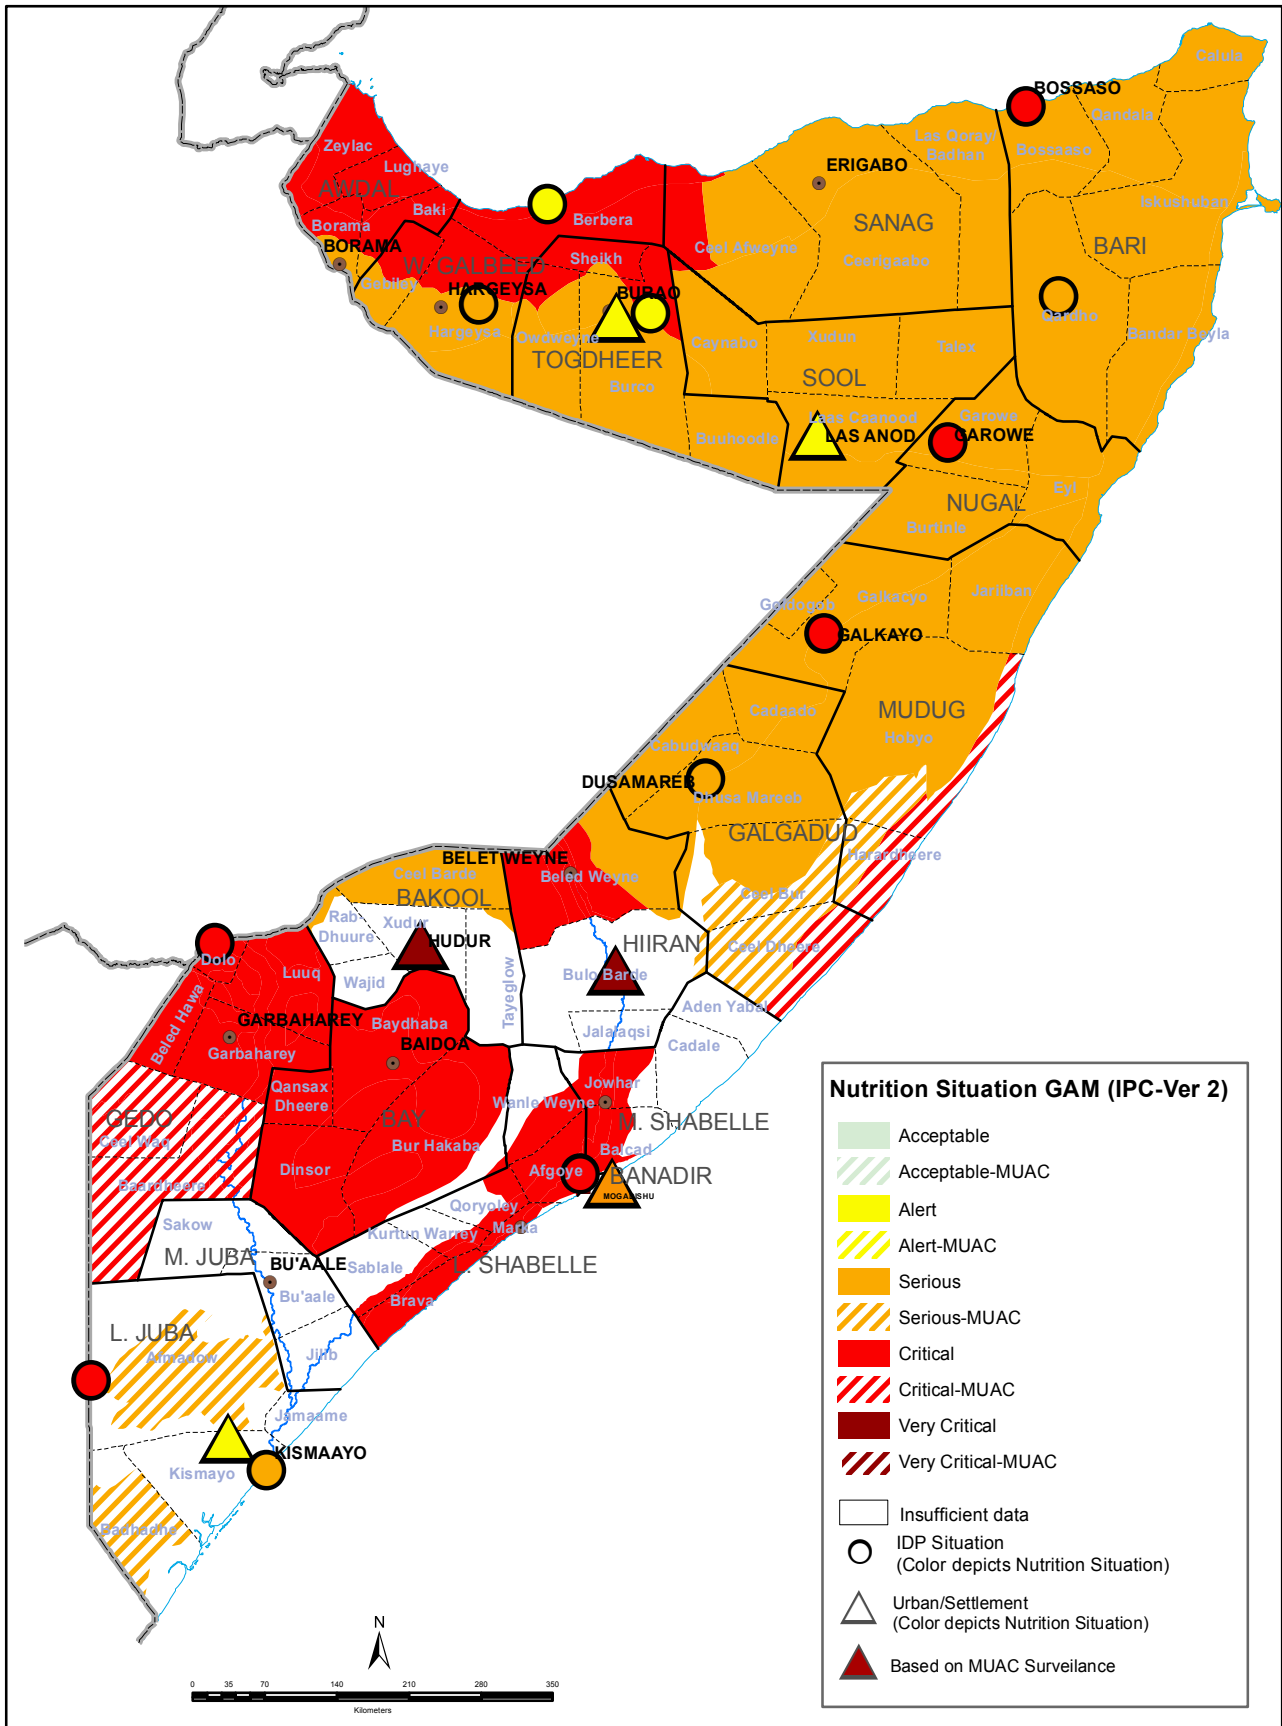 Calula
BOSSASO
Qandala
Las Qoray/
Badhan
Bossaaso
Zeylac
Lughaye
ERIGABO
AWDAL
Iskushuban
Baki
Berbera
SANAG
Borama
BARI
BORAMA
Ceel Afweyne
Sheikh
Ceerigaabo
W. GALBEED
Gebiley
HARGEYSA
BURAO
Qardho
Hargeysa
Owdweyne
Caynabo
Xudun
Talex
Bandar Beyla
TOGDHEER
SOOL
Burco
Laas Caanood
Garowe
Buuhoodle
LAS ANOD
GAROWE
Eyl
NUGAL
Burtinle
Galkacyo
Jariiban
Goldogob
GALKAYO
MUDUG
Cadaado
Hobyo
Cabudwaaq
DUSAMAREB
Dhusa Mareeb
GALGADUD
Harardheere
BELET WEYNE
Ceel Barde
Beled Weyne
BAKOOL
Ceel Bur
Rab-
Dhuure
Xudur
HUDUR
HIIRAN
Ceel Dheere
Dolo
Luuq
Wajid
Tayeglow
Bulo Barde
Aden Yabal
Beled Hawa
GARBAHAREY
Baydhaba
Jalalaqsi
Garbaharey
BAIDOA
Cadale
Qansax
Dheere
Jowhar
Wanle Weyne
GEDO
BAY
M. SHABELLE
Ceel Waq
Bur Hakaba
Balcad
Dinsor
Afgoye
BANADIR
Baardheere
MOGADISHU
Qoryoley
Sakow
Kurtun Warrey
Marka
M. JUBA
BU'AALE
Sablale
L. SHABELLE
Bu'aale
Brava
L. JUBA
Afmadow
Jilib
Jamaame
KISMAAYO
Kismayo
Badhadhe
Nutrition Situation GAM (IPC-Ver 2)
Acceptable
Acceptable-MUAC
Alert
Alert-MUAC
Serious
Serious-MUAC
Critical
Critical-MUAC
Very Critical
Very Critical-MUAC
Insufficient data
IDP Situation
(Color depicts Nutrition Situation)
Urban/Settlement
(Color depicts Nutrition Situation)
Based on MUAC Surveilance
N
0 35 70 140 210 280 350
Kilometers